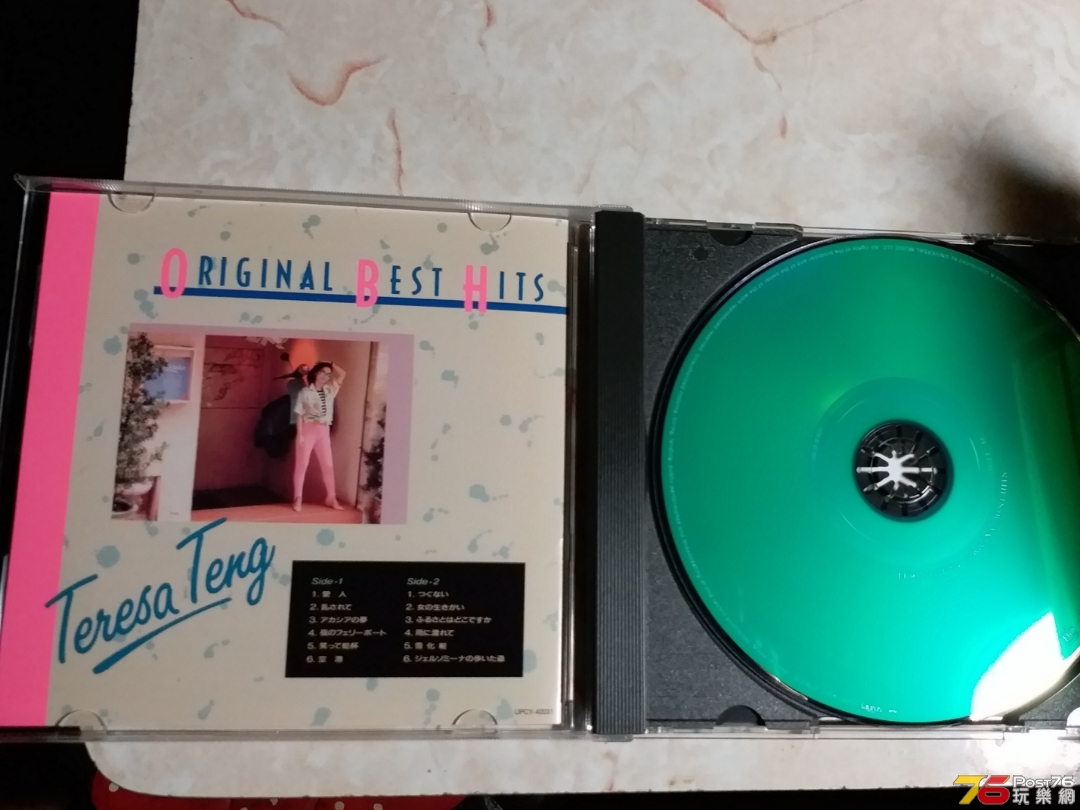 ORIGINAL BEST HITS
Teresa Teng
Side-1
1.愛 人
2. 乱されて
3. アカシアの夢
4. 夜のフェリーボート
5. 笑って乾杯
6. 空 港
Side-2
1. つぐない
2. 女の生きがい
3. ふるさとはどこですか
4. 雨に濡れて
5. 雪化粧
6. ジェルソミーナの歩いた道
Post76
玩樂網